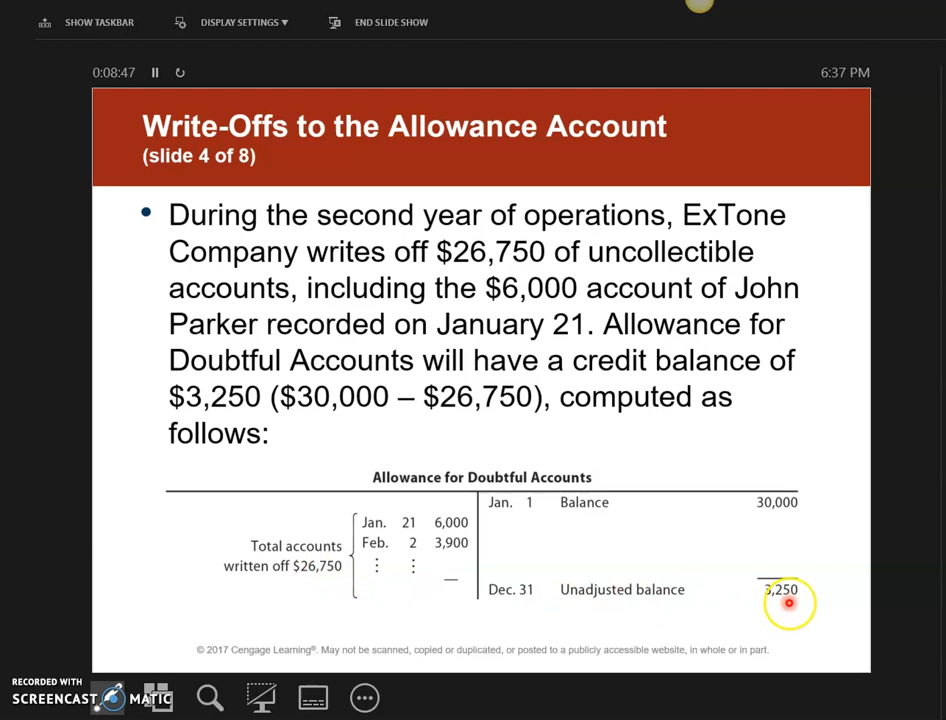 SHOW TASKBAR
DISPLAY SETTINGS ▼
END SLIDE SHOW
0:08:47
6:37 PM
Write-Offs to the Allowance Account
(slide 4 of 8)
• During the second year of operations, ExTone
Company writes off $26,750 of uncollectible
accounts, including the $6,000 account of John
Parker recorded on January 21. Allowance for
Doubtful Accounts will have a credit balance of
$3,250 ($30,000 – $26,750), computed as
follows:
Allowance for Doubtful Accounts
Jan. 1 Balance 30,000
Jan. 21 6,000
Feb. 2 3,900
Total accounts
written off $26,750
Dec. 31 Unadjusted balance 3,250
© 2017 Cengage Learning®. May not be scanned, copied or duplicated, or posted to a publicly accessible website, in whole or in part.
RECORDED WITH
SCREENCAST MATIC